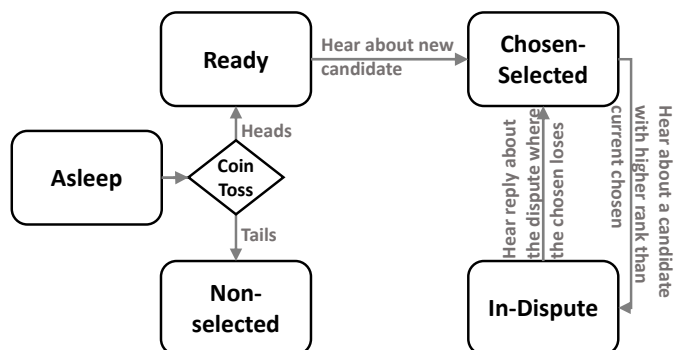 Ready
Hear about new
candidate
Chosen-
Selected
Asleep
Coin
Toss
Heads
Tails
Non-
selected
Hear reply about
the dispute where
the chosen loses
Hear about a candidate
with higher rank than
current chosen
In-Dispute